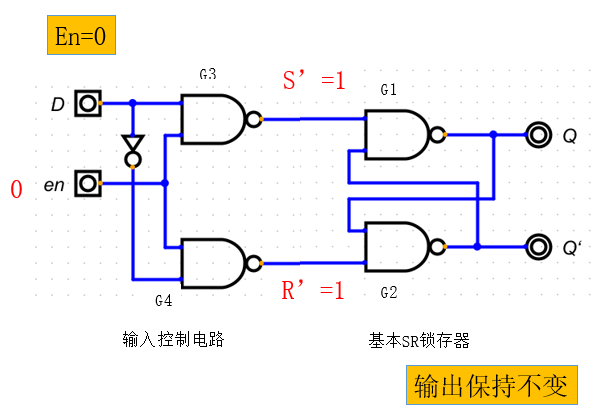 En=0
G3
S’=1
G1
D
Q
0
en
Q‘
G4
R’=1
G2
输入控制电路
基本SR锁存器
输出保持不变